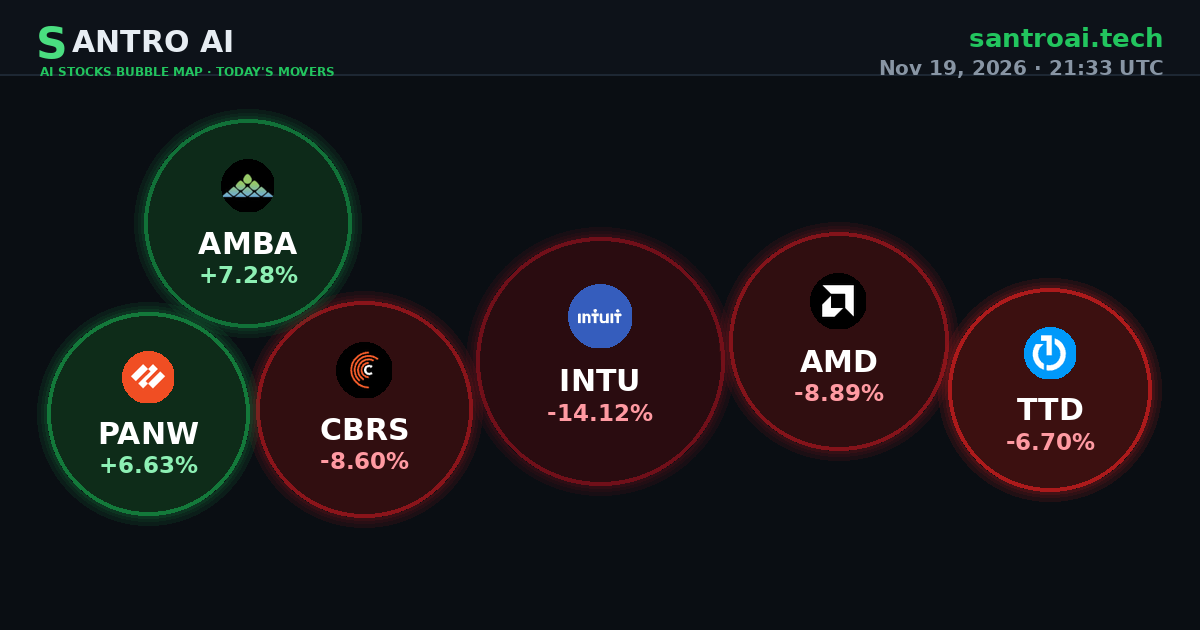 SANTRO AI
AI STOCKS BUBBLE MAP · TODAY'S MOVERS
santroai.tech
Nov 19, 2026 · 21:33 UTC
AMBA
+7.28%
PANW
+6.63%
C
CBRS
-8.60%
INTUIT
INTU
-14.12%
AMD
-8.89%
TTD
-6.70%